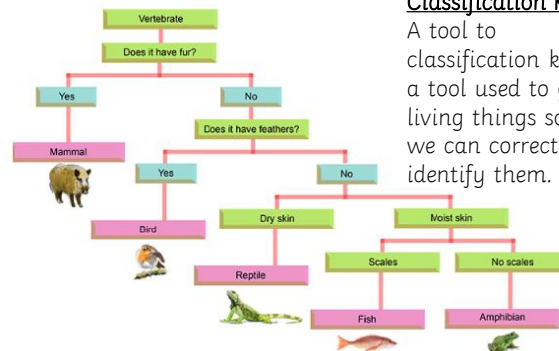 Classification
A tool to
classification
a tool used to
living things
we can
identify them.
Vertebrate
Does it have fur?
Yes
No
Mammal
Does it have feathers?
Yes
No
Bird
Dry skin
Moist skin
Reptile
Scales
No scales
Fish
Amphibian